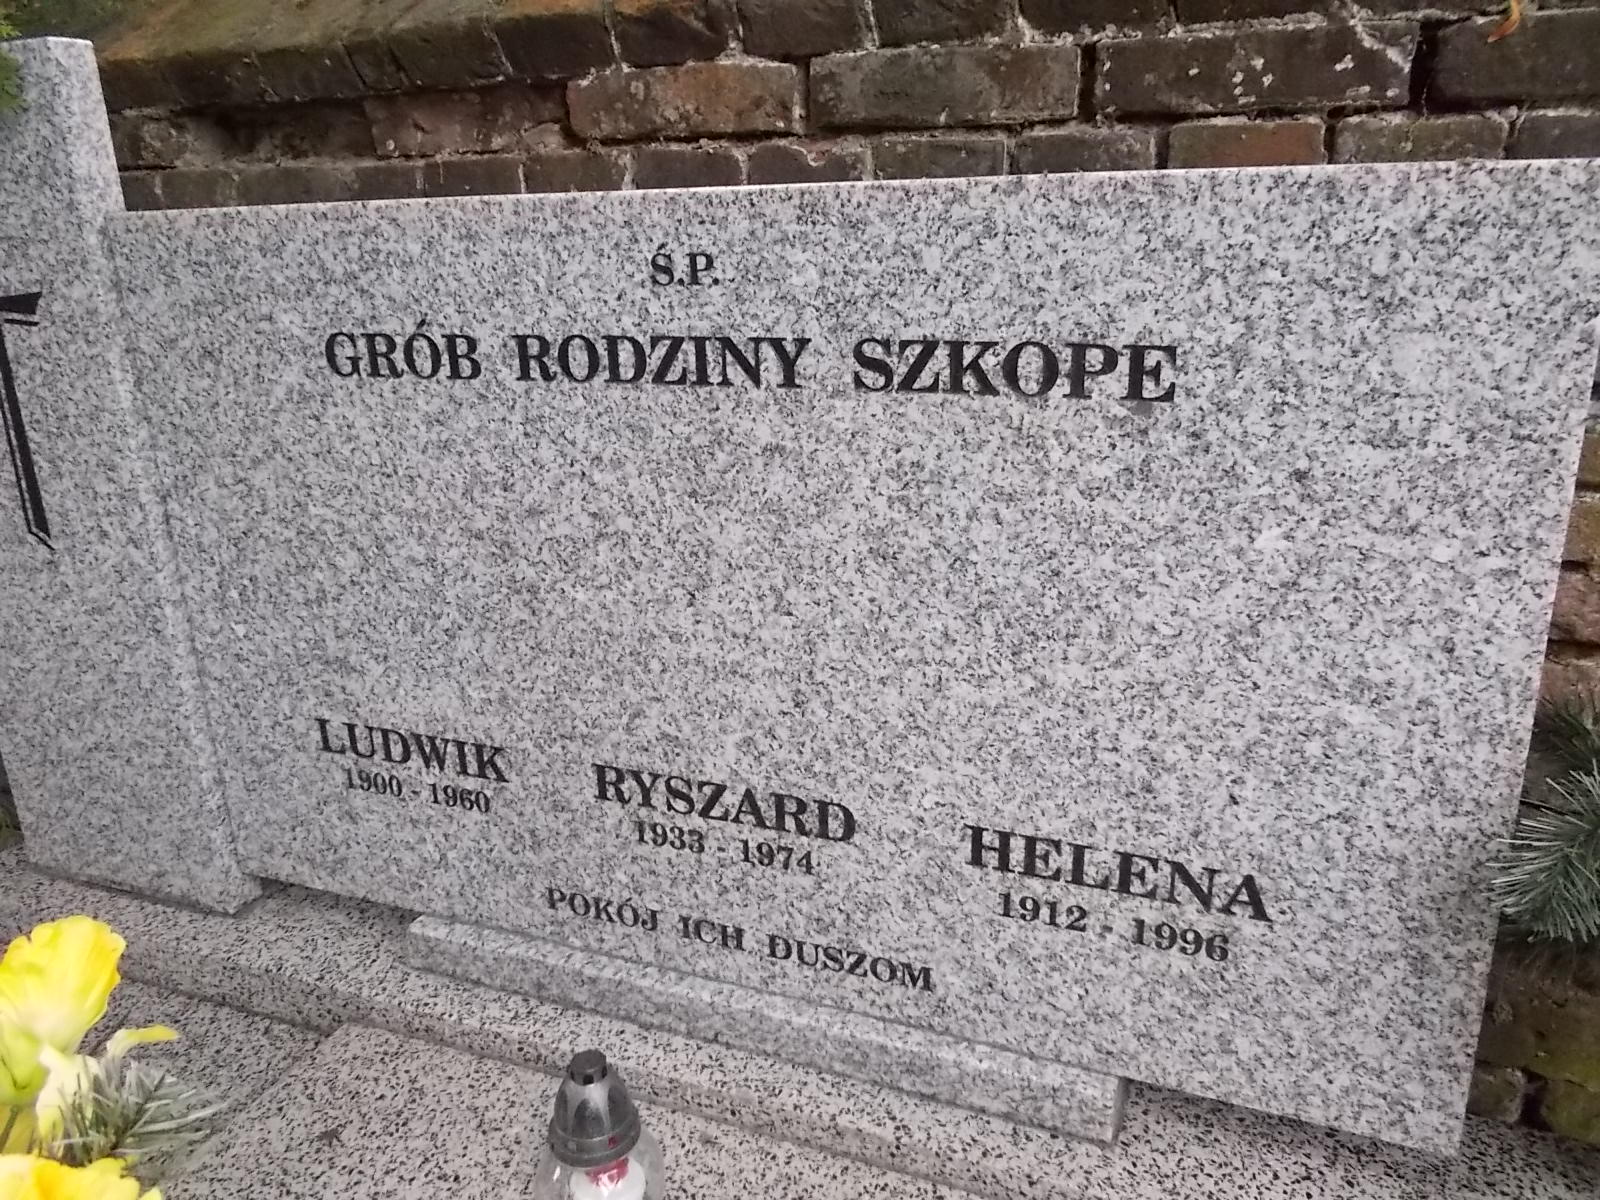 Ś.P.
GRÓB RODZINY SZKOPE
LUDWIK
1900 - 1960
RYSZARD
1933 - 1974
HELENA
1912 - 1996
POKÓJ ICH DUSZOM